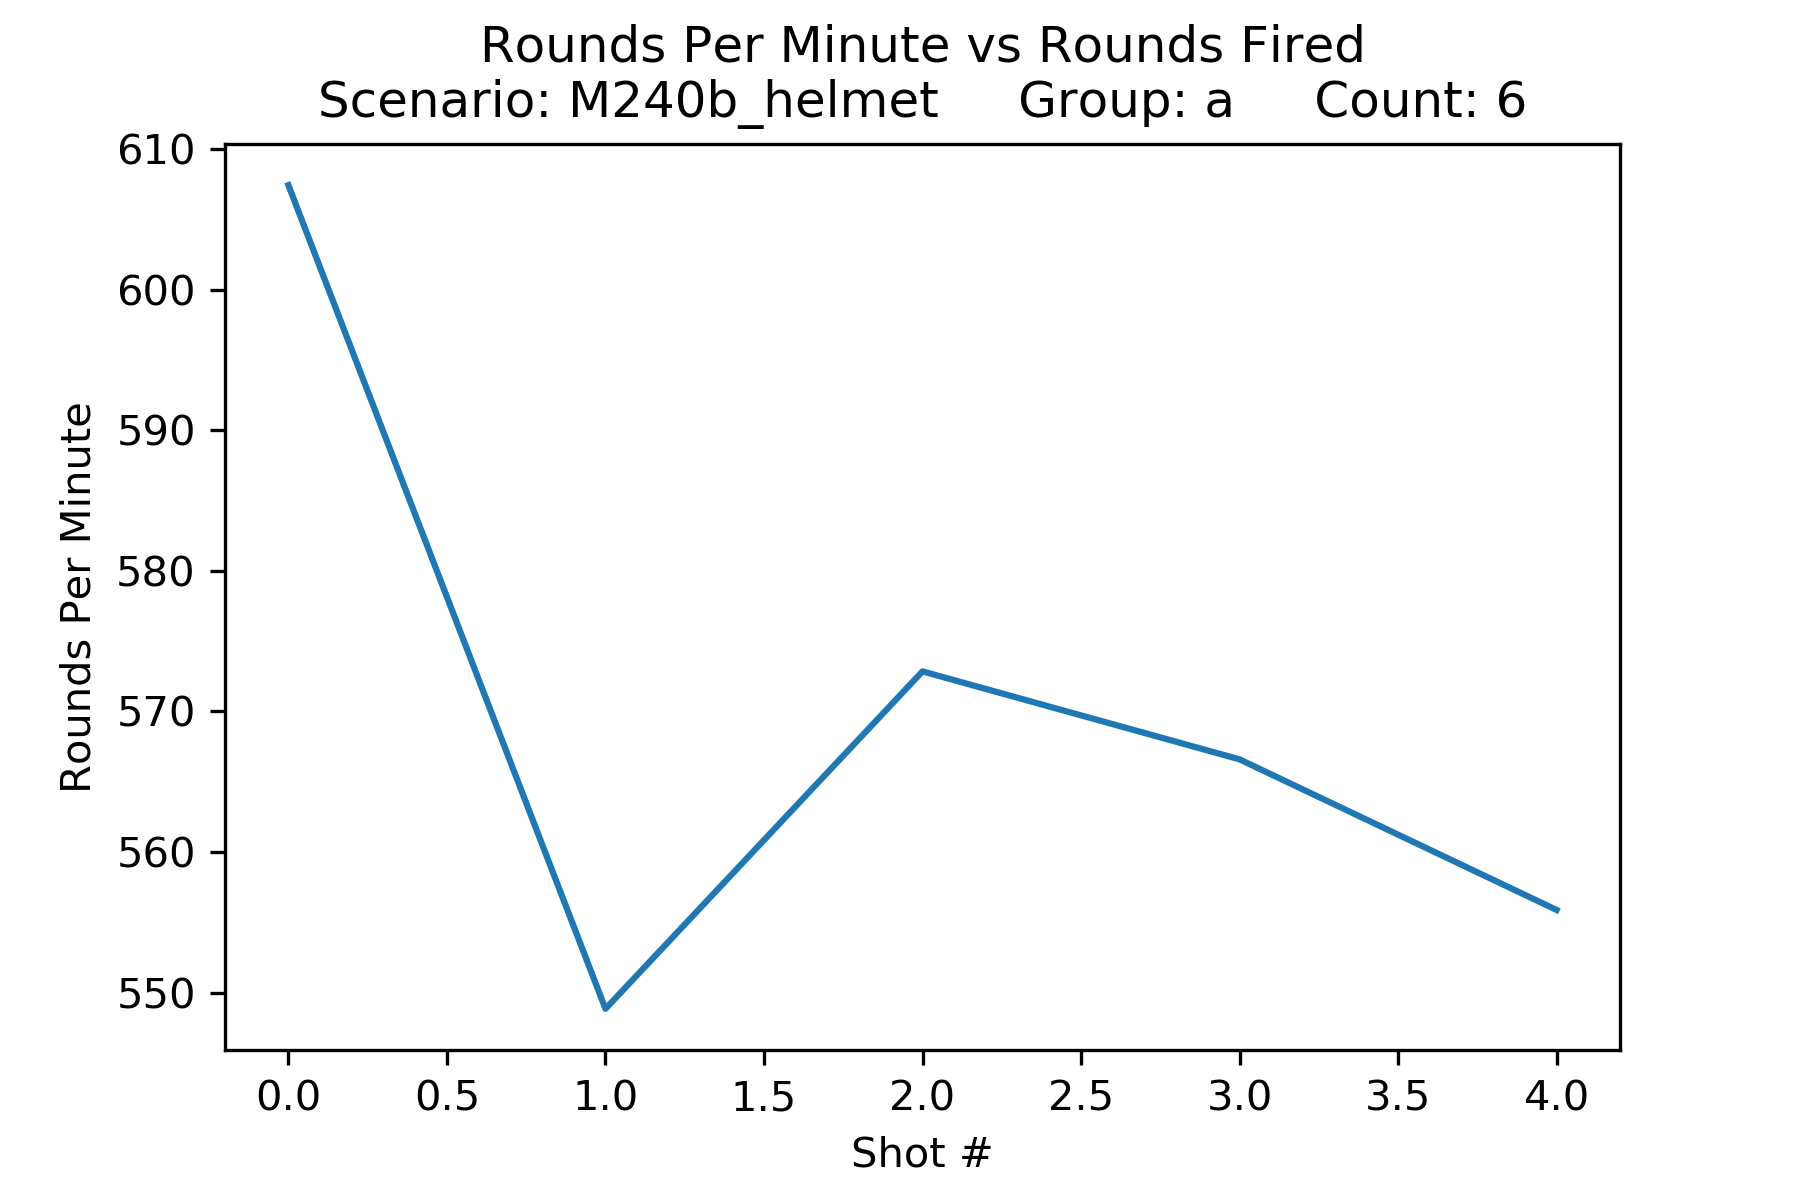 Rounds Per Minute vs Rounds Fired
Scenario: M240b_helmet     Group: a     Count: 6
610
600
590
580
570
560
550
Rounds Per Minute
0.0 0.5 1.0 1.5 2.0 2.5 3.0 3.5 4.0
Shot #